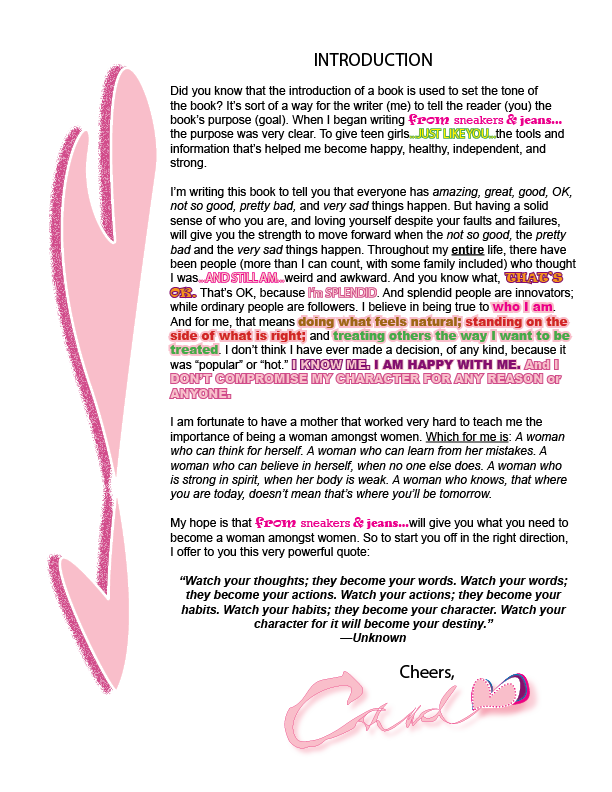 INTRODUCTION
Did you know that the introduction of a book is used to set the tone of
the book? It’s sort of a way for the writer (me) to tell the reader (you) the
book’s purpose (goal). When I began writing from sneakers & jeans...
the purpose was very clear. To give teen girls...JUST LIKE YOU...the tools and
information that’s helped me become happy, healthy, independent, and
strong.
I’m writing this book to tell you that everyone has amazing, great, good, OK,
not so good, pretty bad, and very sad things happen. But having a solid
sense of who you are, and loving yourself despite your faults and failures,
will give you the strength to move forward when the not so good, the pretty
bad and the very sad things happen. Throughout my entire life, there have
been people (more than I can count, with some family included) who thought
I was...AND STILL AM...weird and awkward. And you know what, THAT`S
OK. That’s OK, because I’m SPLENDID. And splendid people are innovators;
while ordinary people are followers. I believe in being true to who I am.
And for me, that means doing what feels natural; standing on the
side of what is right; and treating others the way I want to be
treated. I don’t think I have ever made a decision, of any kind, because it
was “popular” or “hot.” I KNOW ME. I AM HAPPY WITH ME. And I
DON’T COMPROMISE MY CHARACTER FOR ANY REASON or
ANYONE.
I am fortunate to have a mother that worked very hard to teach me the
importance of being a woman amongst women. Which for me is: A woman
who can think for herself. A woman who can learn from her mistakes. A
woman who can believe in herself, when no one else does. A woman who
is strong in spirit, when her body is weak. A woman who knows, that where
you are today, doesn’t mean that’s where you’ll be tomorrow.
My hope is that from sneakers & jeans...will give you what you need to
become a woman amongst women. So to start you off in the right direction,
I offer to you this very powerful quote:
“Watch your thoughts; they become your words. Watch your words;
they become your actions. Watch your actions; they become your
habits. Watch your habits; they become your character. Watch your
character for it will become your destiny.”
—Unknown
Cheers,